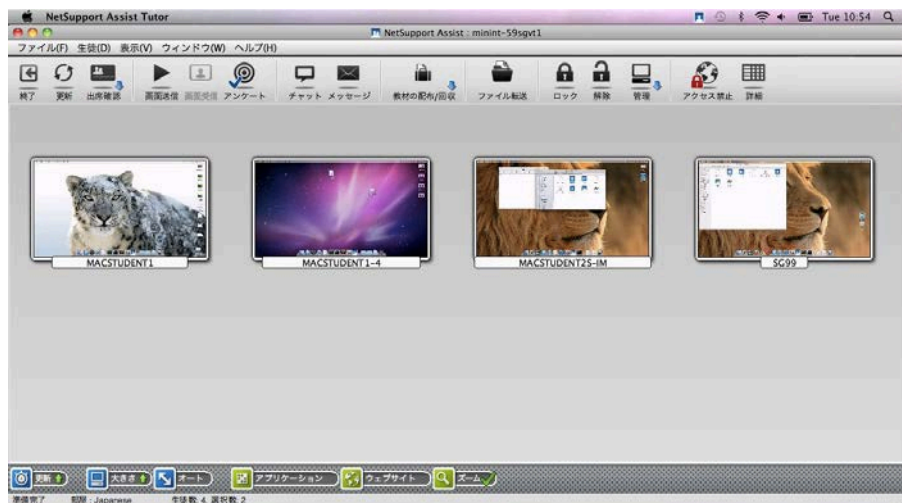 NetSupport Assist Tutor
Tue 10:54
NetSupport Assist : minint-59sgvt1
ファイル(F) 生徒(D) 表示(V) ウィンドウ(W) ヘルプ(H)
終了 更新 出席確認 画面送信 画面受信 アンケート チャット メッセージ 教材の配布/回収 ファイル転送 ロック 解除 管理 アクセス禁止 詳細
MACSTUDENT1 MACSTUDENT1-4 MACSTUDENT2S-IM SG99
更新 大きさ オート アプリケーション ウェブサイト ズーム
準備完了 部屋 : Japanese 生徒数: 4, 選択数: 2